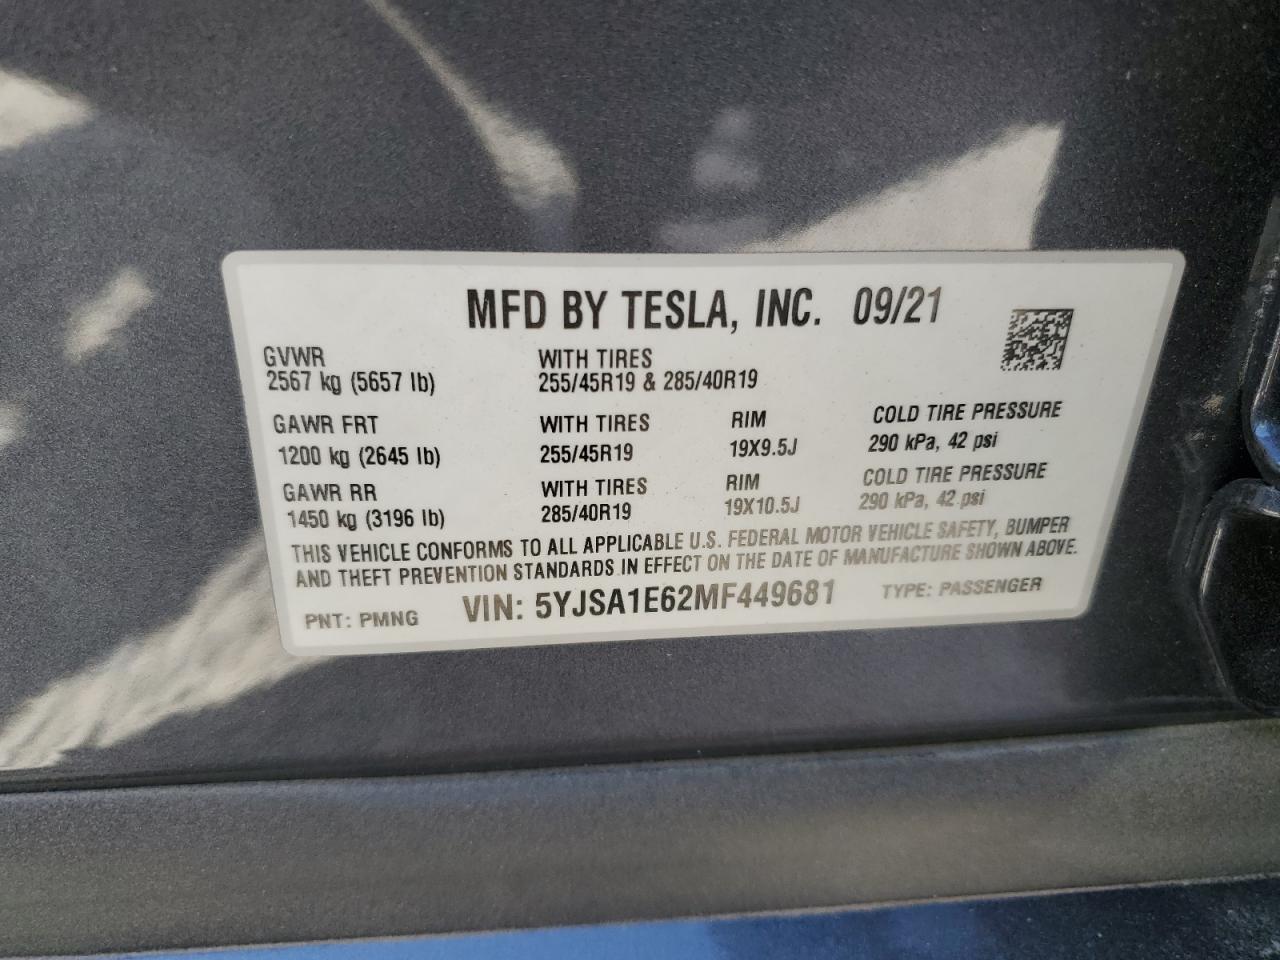 MFD BY TESLA, INC. 09/21
GVWR WITH TIRES
2567 kg (5657 lb) 255/45R19 & 285/40R19
GAWR FRT WITH TIRES RIM COLD TIRE PRESSURE
1200 kg (2645 lb) 255/45R19 19X9.5J 290 kPa, 42 psi
GAWR RR WITH TIRES RIM COLD TIRE PRESSURE
1450 kg (3196 lb) 285/40R19 19X10.5J 290 kPa, 42 psi
THIS VEHICLE CONFORMS TO ALL APPLICABLE U.S. FEDERAL MOTOR VEHICLE SAFETY, BUMPER
AND THEFT PREVENTION STANDARDS IN EFFECT ON THE DATE OF MANUFACTURE SHOWN ABOVE.
PNT: PMNG VIN: 5YJSA1E62MF449681 TYPE: PASSENGER